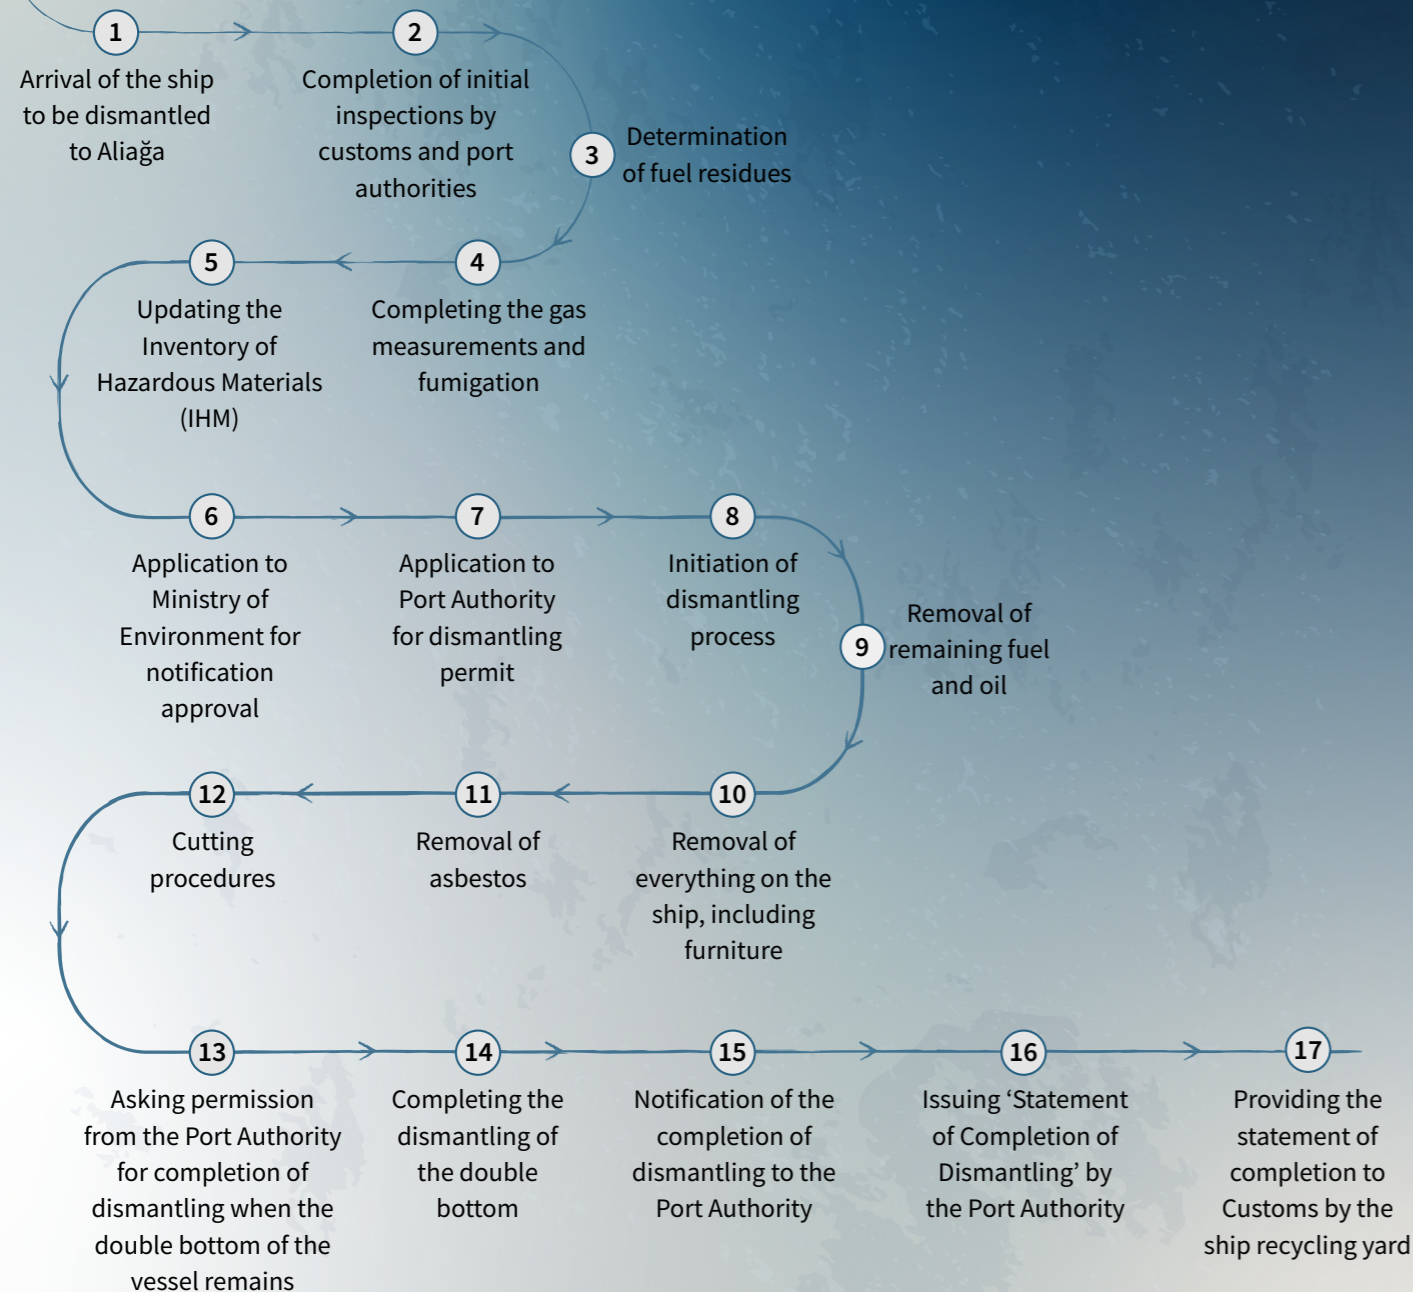 1
Arrival of the ship
to be dismantled
to Aliağa
2
Completion of initial
inspections by
customs and port
authorities
3
Determination
of fuel residues
4
Completing the gas
measurements and
fumigation
5
Updating the
Inventory of
Hazardous Materials
(IHM)
6
Application to
Ministry of
Environment for
notification
approval
7
Application to
Port Authority
for dismantling
permit
8
Initiation of
dismantling
process
9
Removal of
remaining fuel
and oil
10
Removal of
everything on the
ship, including
furniture
11
Removal of
asbestos
12
Cutting
procedures
13
Asking permission
from the Port Authority
for completion of
dismantling when the
double bottom of the
vessel remains
14
Completing the
dismantling of
the double
bottom
15
Notification of the
completion of
dismantling to the
Port Authority
16
Issuing ‘Statement
of Completion of
Dismantling’ by
the Port Authority
17
Providing the
statement of
completion to
Customs by the
ship recycling yard